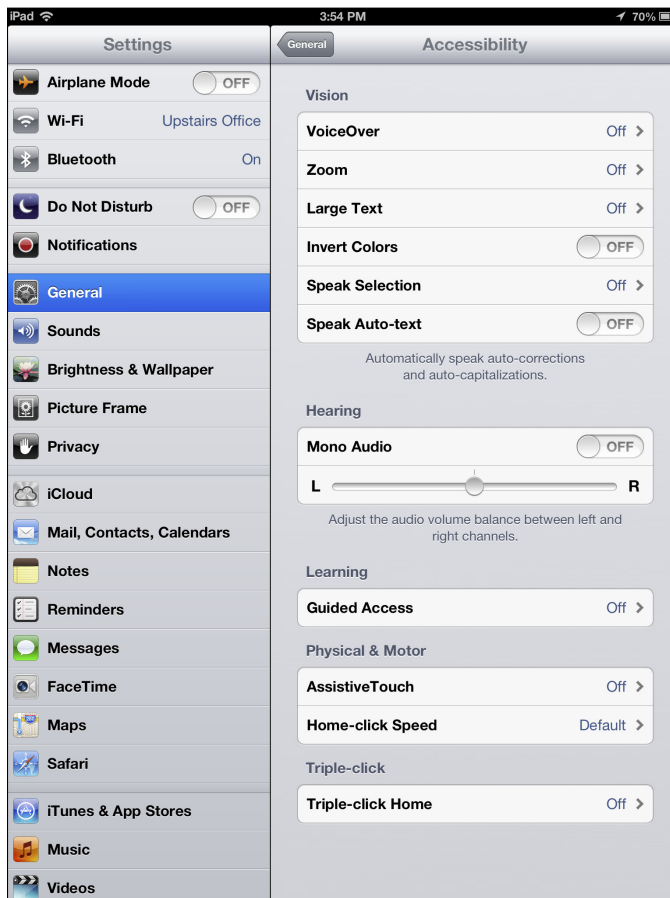 iPad 3:54 PM 70%
Settings
Airplane Mode OFF
Wi-Fi Upstairs Office
Bluetooth On
Do Not Disturb OFF
Notifications
General
Sounds
Brightness & Wallpaper
Picture Frame
Privacy
iCloud
Mail, Contacts, Calendars
Notes
Reminders
Messages
FaceTime
Maps
Safari
iTunes & App Stores
Music
Videos
General Accessibility
Vision
VoiceOver Off
Zoom Off
Large Text Off
Invert Colors OFF
Speak Selection Off
Speak Auto-text OFF
Automatically speak auto-corrections
and auto-capitalizations.
Hearing
Mono Audio OFF
L R
Adjust the audio volume balance between left and
right channels.
Learning
Guided Access Off
Physical & Motor
AssistiveTouch Off
Home-click Speed Default
Triple-click
Triple-click Home Off